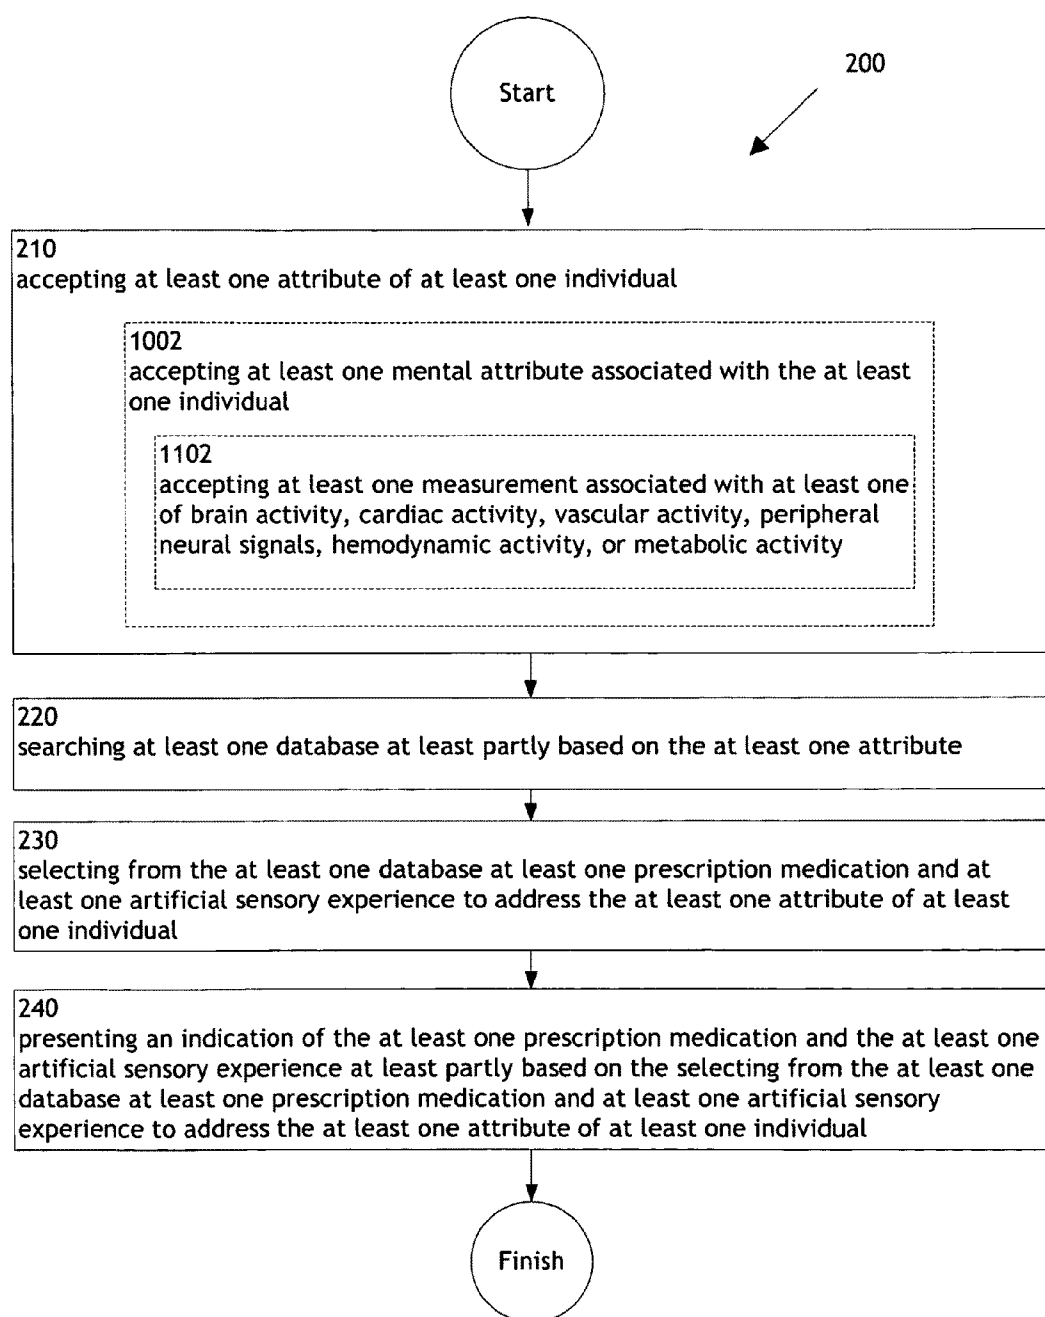 Start
200
210
accepting at least one attribute of at least one individual
1002
accepting at least one mental attribute associated with the at least
one individual
1102
accepting at least one measurement associated with at least one
of brain activity, cardiac activity, vascular activity, peripheral
neural signals, hemodynamic activity, or metabolic activity
220
searching at least one database at least partly based on the at least one attribute
230
selecting from the at least one database at least one prescription medication and at
least one artificial sensory experience to address the at least one attribute of at least
one individual
240
presenting an indication of the at least one prescription medication and the at least one
artificial sensory experience at least partly based on the selecting from the at least one
database at least one prescription medication and at least one artificial sensory
experience to address the at least one attribute of at least one individual
Finish